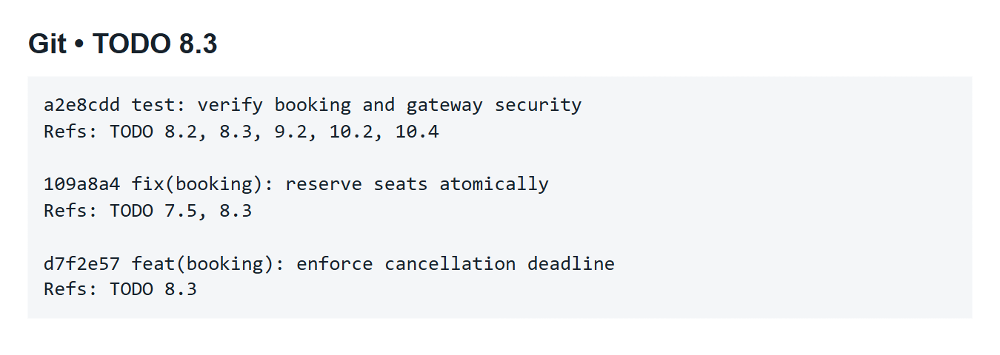 Git • TODO 8.3
a2e8cdd test: verify booking and gateway security
Refs: TODO 8.2, 8.3, 9.2, 10.2, 10.4
109a8a4 fix(booking): reserve seats atomically
Refs: TODO 7.5, 8.3
d7f2e57 feat(booking): enforce cancellation deadline
Refs: TODO 8.3